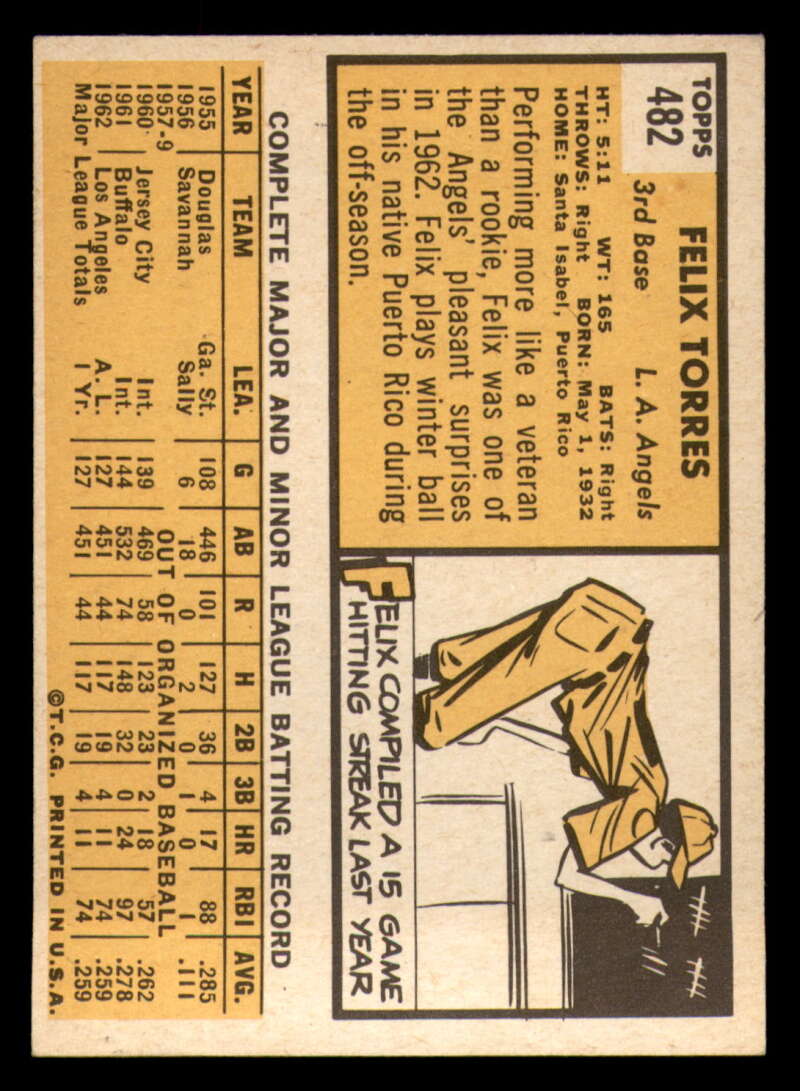 TOPPS
482
FELIX TORRES
3rd Base L. A. Angels
HT: 5:11 WT: 165 BATS: Right
THROWS: Right BORN: May 1, 1932
HOME: Santa Isabel, Puerto Rico
Performing more like a veteran
than a rookie, Felix was one of
the Angels' pleasant surprises
in 1962. Felix plays winter ball
in his native Puerto Rico during
the off-season.
FELIX COMPILED A 15 GAME
HITTING STREAK LAST YEAR
COMPLETE MAJOR AND MINOR LEAGUE BATTING RECORD
YEAR TEAM LEA. G AB R H 2B 3B HR RBI AVG.
1955 Douglas Ga. St. 108 446 101 127 36 4 17 88 .285
1956 Savannah Sally 6 18 0 2 0 1 0 1 .111
1957-9 OUT OF ORGANIZED BASEBALL
1960 Jersey City Int. 139 469 58 123 23 2 18 57 .262
1961 Buffalo Int. 144 532 74 148 32 0 24 97 .278
1962 Los Angeles A. L. 127 451 44 117 19 4 11 74 .259
Major League Totals 1 Yr. 127 451 44 117 19 4 11 74 .259
©T.C.G. PRINTED IN U.S.A.